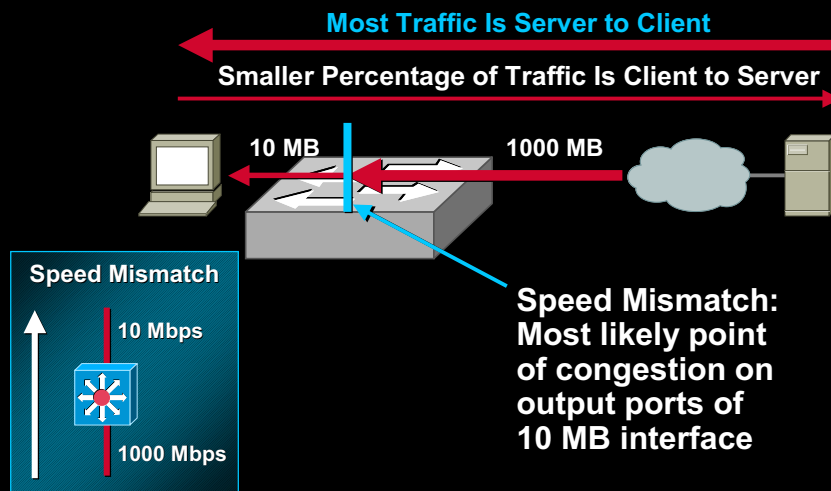 Most Traffic Is Server to Client
Smaller Percentage of Traffic Is Client to Server
10 MB
1000 MB
Speed Mismatch
10 Mbps
1000 Mbps
Speed Mismatch:
Most likely point
of congestion on
output ports of
10 MB interface